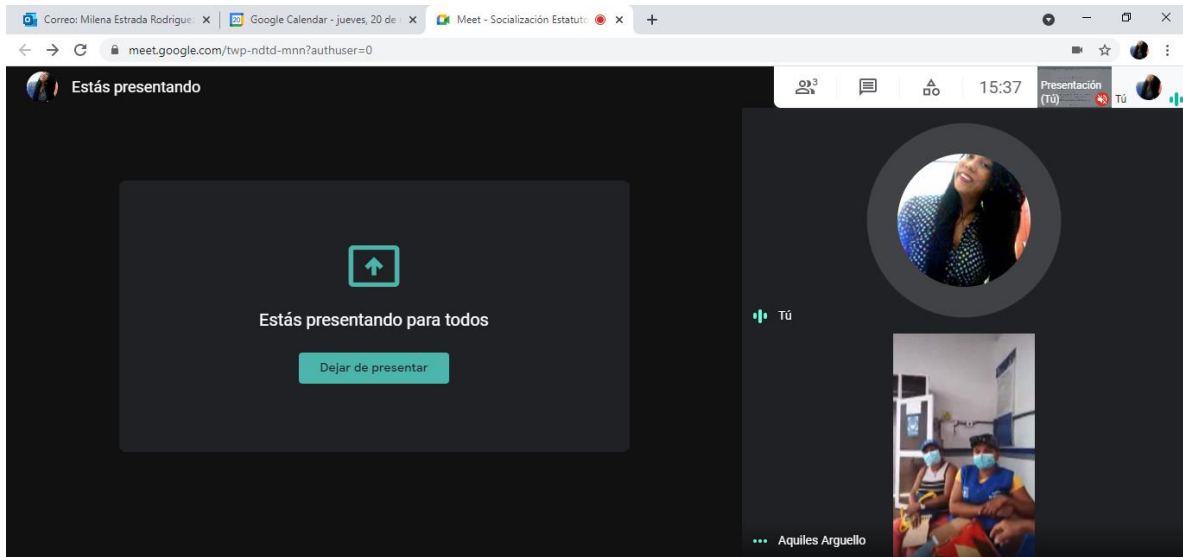 Correo: Milena Estrada Rodrigue
Google Calendar - jueves, 20 de
Meet - Socialización Estatuto
meet.google.com/twp-ndtd-mnn?authuser=0
Estás presentando
3
15:37
Presentación
(Tú)
Tú
Estás presentando para todos
Dejar de presentar
Tú
Aquiles Arguello